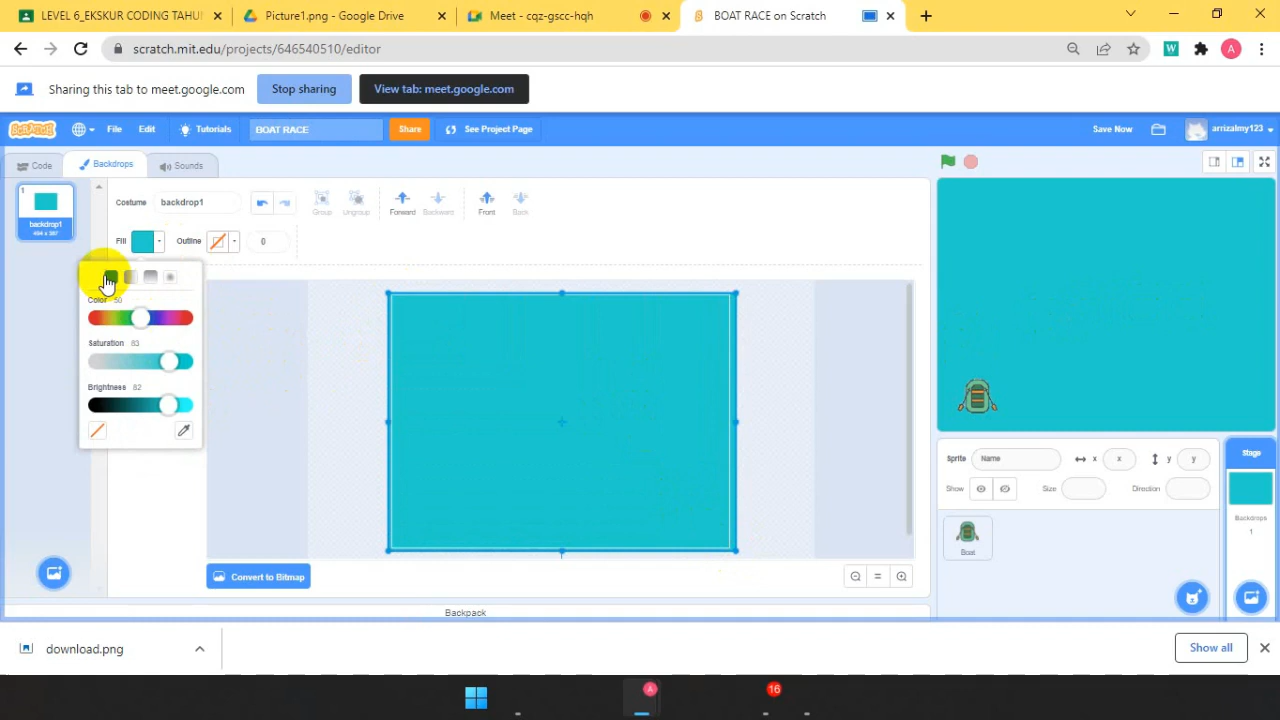 LEVEL 6_EKSKUR CODING TAHU
Picture1.png - Google Drive
Meet - cqz-gscc-hqh
BOAT RACE on Scratch
scratch.mit.edu/projects/646540510/editor
W
A
Sharing this tab to meet.google.com
Stop sharing
View tab: meet.google.com
SCRATCH
File
Edit
Tutorials
BOAT RACE
Share
See Project Page
Save Now
arrizalmy123
Code
Backdrops
Sounds
1
backdrop1
Costume
backdrop1
Group
Ungroup
Forward
Backward
Front
Back
Fill
Outline
0
Color 50
Saturation 83
Brightness 82
Convert to Bitmap
Backpack
Sprite
Name
x
x
y
y
Show
Size
Direction
Boat
Stage
Backdrops
1
download.png
Show all
A
16